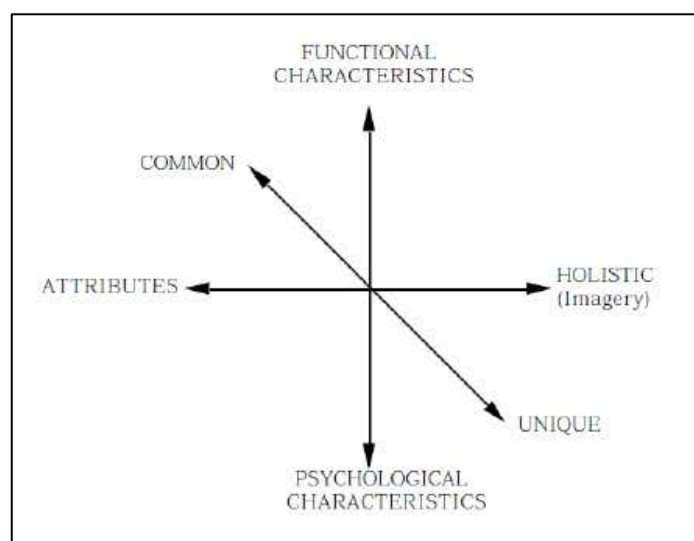 FUNCTIONAL
CHARACTERISTICS
COMMON
ATTRIBUTES
HOLISTIC
(Imagery)
UNIQUE
PSYCHOLOGICAL
CHARACTERISTICS